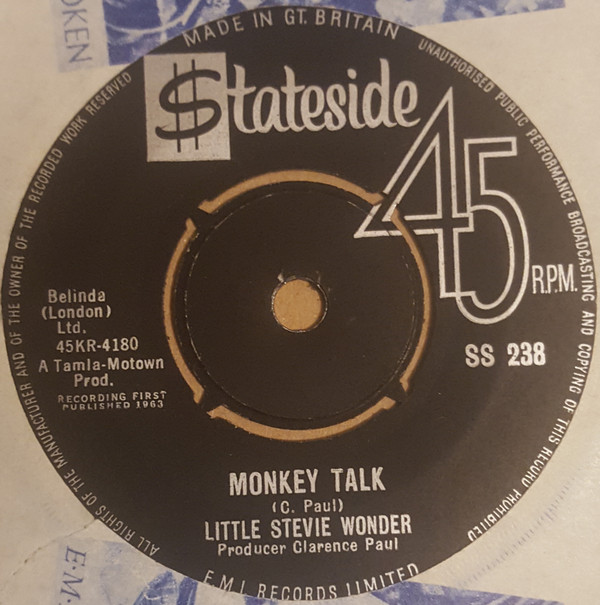 OKEN
MADE IN GT. BRITAIN
UNAUTHORISED PUBLIC PERFORMANCE BROADCASTING AND COPYING OF THIS RECORD PROHIBITED
ALL RIGHTS OF THE MANUFACTURER AND OF THE OWNER OF THE RECORDED WORK RESERVED
$tateside
45
R.P.M.
Belinda
(London)
Ltd.
45KR-4180
A Tamla-Motown
Prod.
RECORDING FIRST
PUBLISHED 1963
SS 238
MONKEY TALK
(C. Paul)
LITTLE STEVIE WONDER
Producer Clarence Paul
E.M.I. RECORDS LIMITED
E.M.